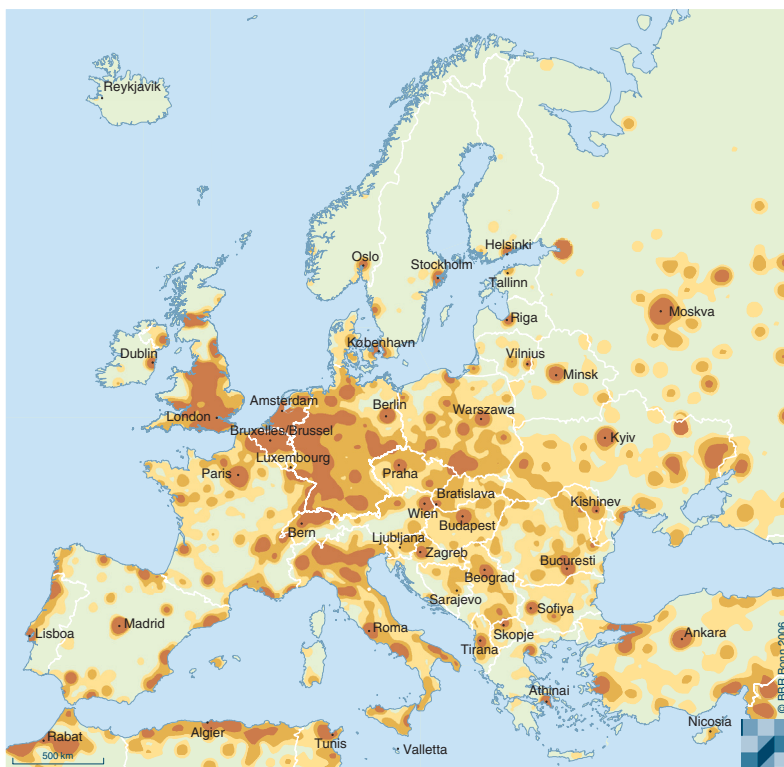 Reykjavik
Oslo
Helsinki
Stockholm
Tallinn
Moskva
Riga
København
Dublin
Vilnius
Minsk
Amsterdam
Berlin
Warszawa
London
Bruxelles/Brussel
Kyiv
Luxembourg
Paris
Praha
Bratislava
Wien
Kishinev
Budapest
Bern
Ljubljana
Zagreb
Bucuresti
Beograd
Sarajevo
Sofiya
Madrid
Roma
Skopje
Lisboa
Ankara
Tirana
Athinai
© BBR Bonn 2006
Nicosia
Rabat
Algier
Tunis
Valletta
500 km